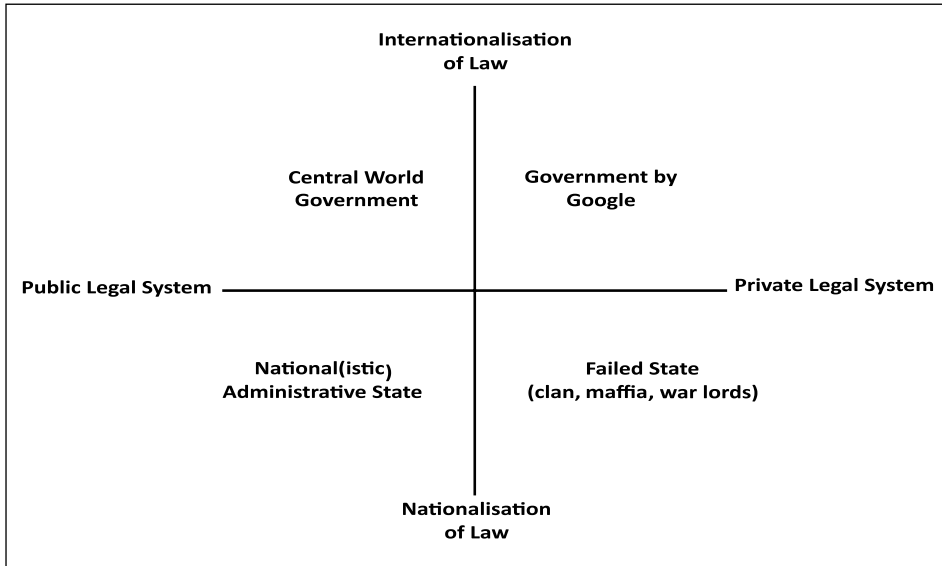 Internationalisation
of Law
Central World
Government
Government by
Google
Public Legal System
Private Legal System
National(istic)
Administrative State
Failed State
(clan, maffia, war lords)
Nationalisation
of Law